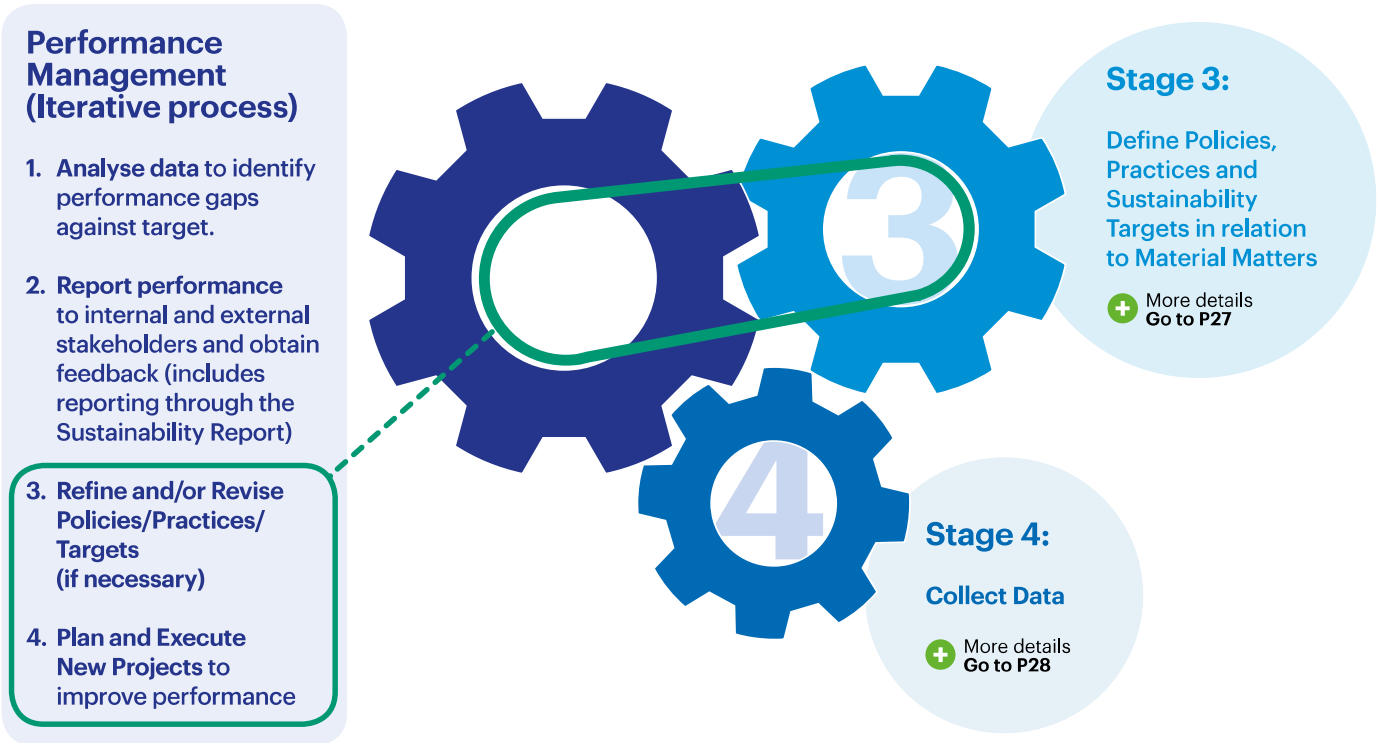 Performance
Management
(Iterative process)
1. Analyse data to identify
performance gaps
against target.
2. Report performance
to internal and external
stakeholders and obtain
feedback (includes
reporting through the
Sustainability Report)
3. Refine and/or Revise
Policies/Practices/
Targets
(if necessary)
4. Plan and Execute
New Projects to
improve performance
3
Stage 3:
Define Policies,
Practices and
Sustainability
Targets in relation
to Material Matters
More details
Go to P27
4
Stage 4:
Collect Data
More details
Go to P28